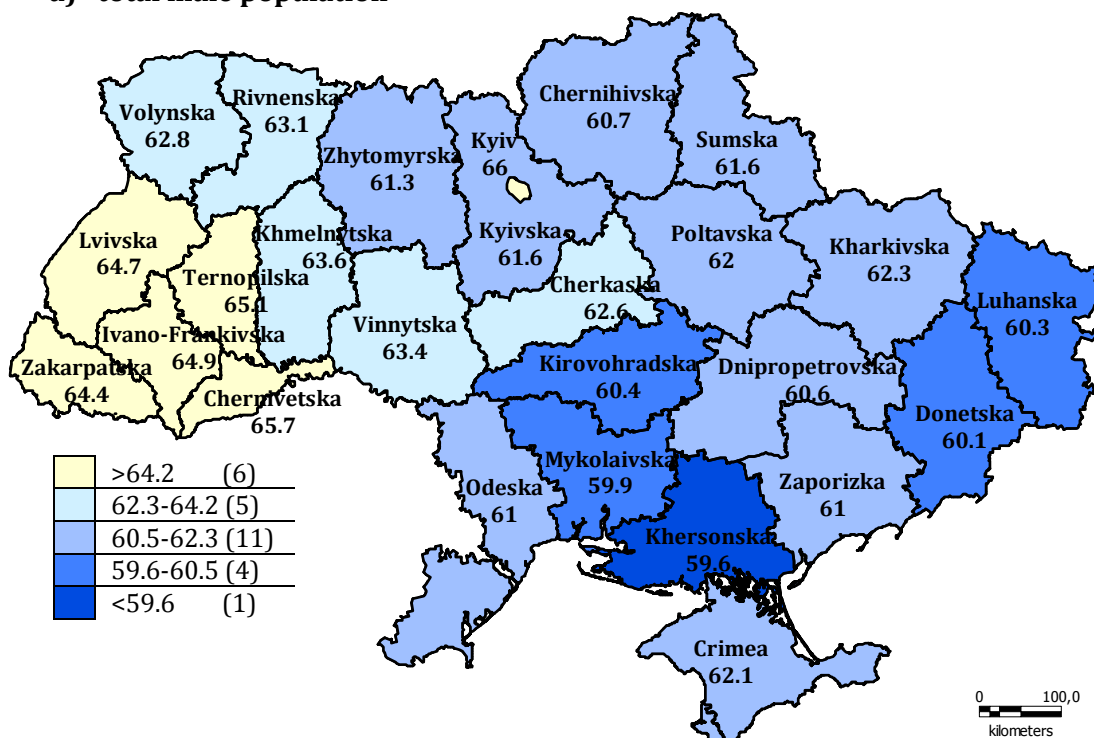 a) total male population
Volynska
62.8
Rivnenska
63.1
Zhytomyrska
61.3
Kyiv
66
Chernihivska
60.7
Sumska
61.6
Lvivska
64.7
Ternopilska
65.1
Khmelnytska
63.6
Kyivska
61.6
Poltavska
62
Kharkivska
62.3
Luhanska
60.3
Cherkaska
62.6
Vinnytska
63.4
Ivano-Frankivska
64.9
Zakarpatska
64.4
Chernivetska
65.7
Kirovohradska
60.4
Dnipropetrovska
60.6
Donetska
60.1
Mykolaivska
59.9
Odeska
61
Zaporizka
61
Khersonska
59.6
Crimea
62.1
>64.2 (6)
62.3-64.2 (5)
60.5-62.3 (11)
59.6-60.5 (4)
<59.6 (1)
0 100,0
kilometers